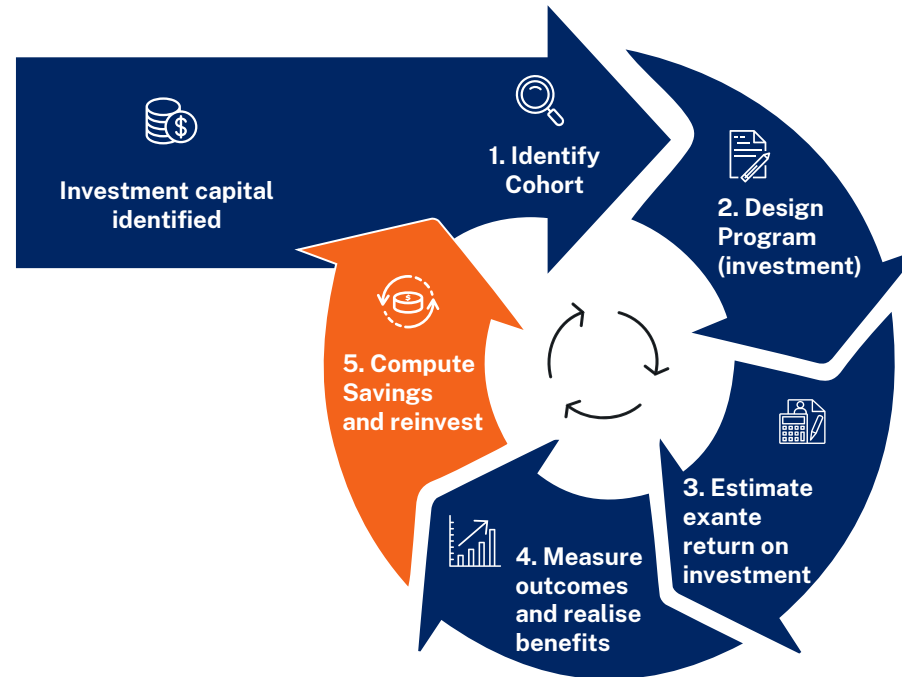 Investment capital
identified
1. Identify
Cohort
2. Design
Program
(investment)
3. Estimate
exante
return on
investment
4. Measure
outcomes
and realise
benefits
5. Compute
Savings
and reinvest
$
$